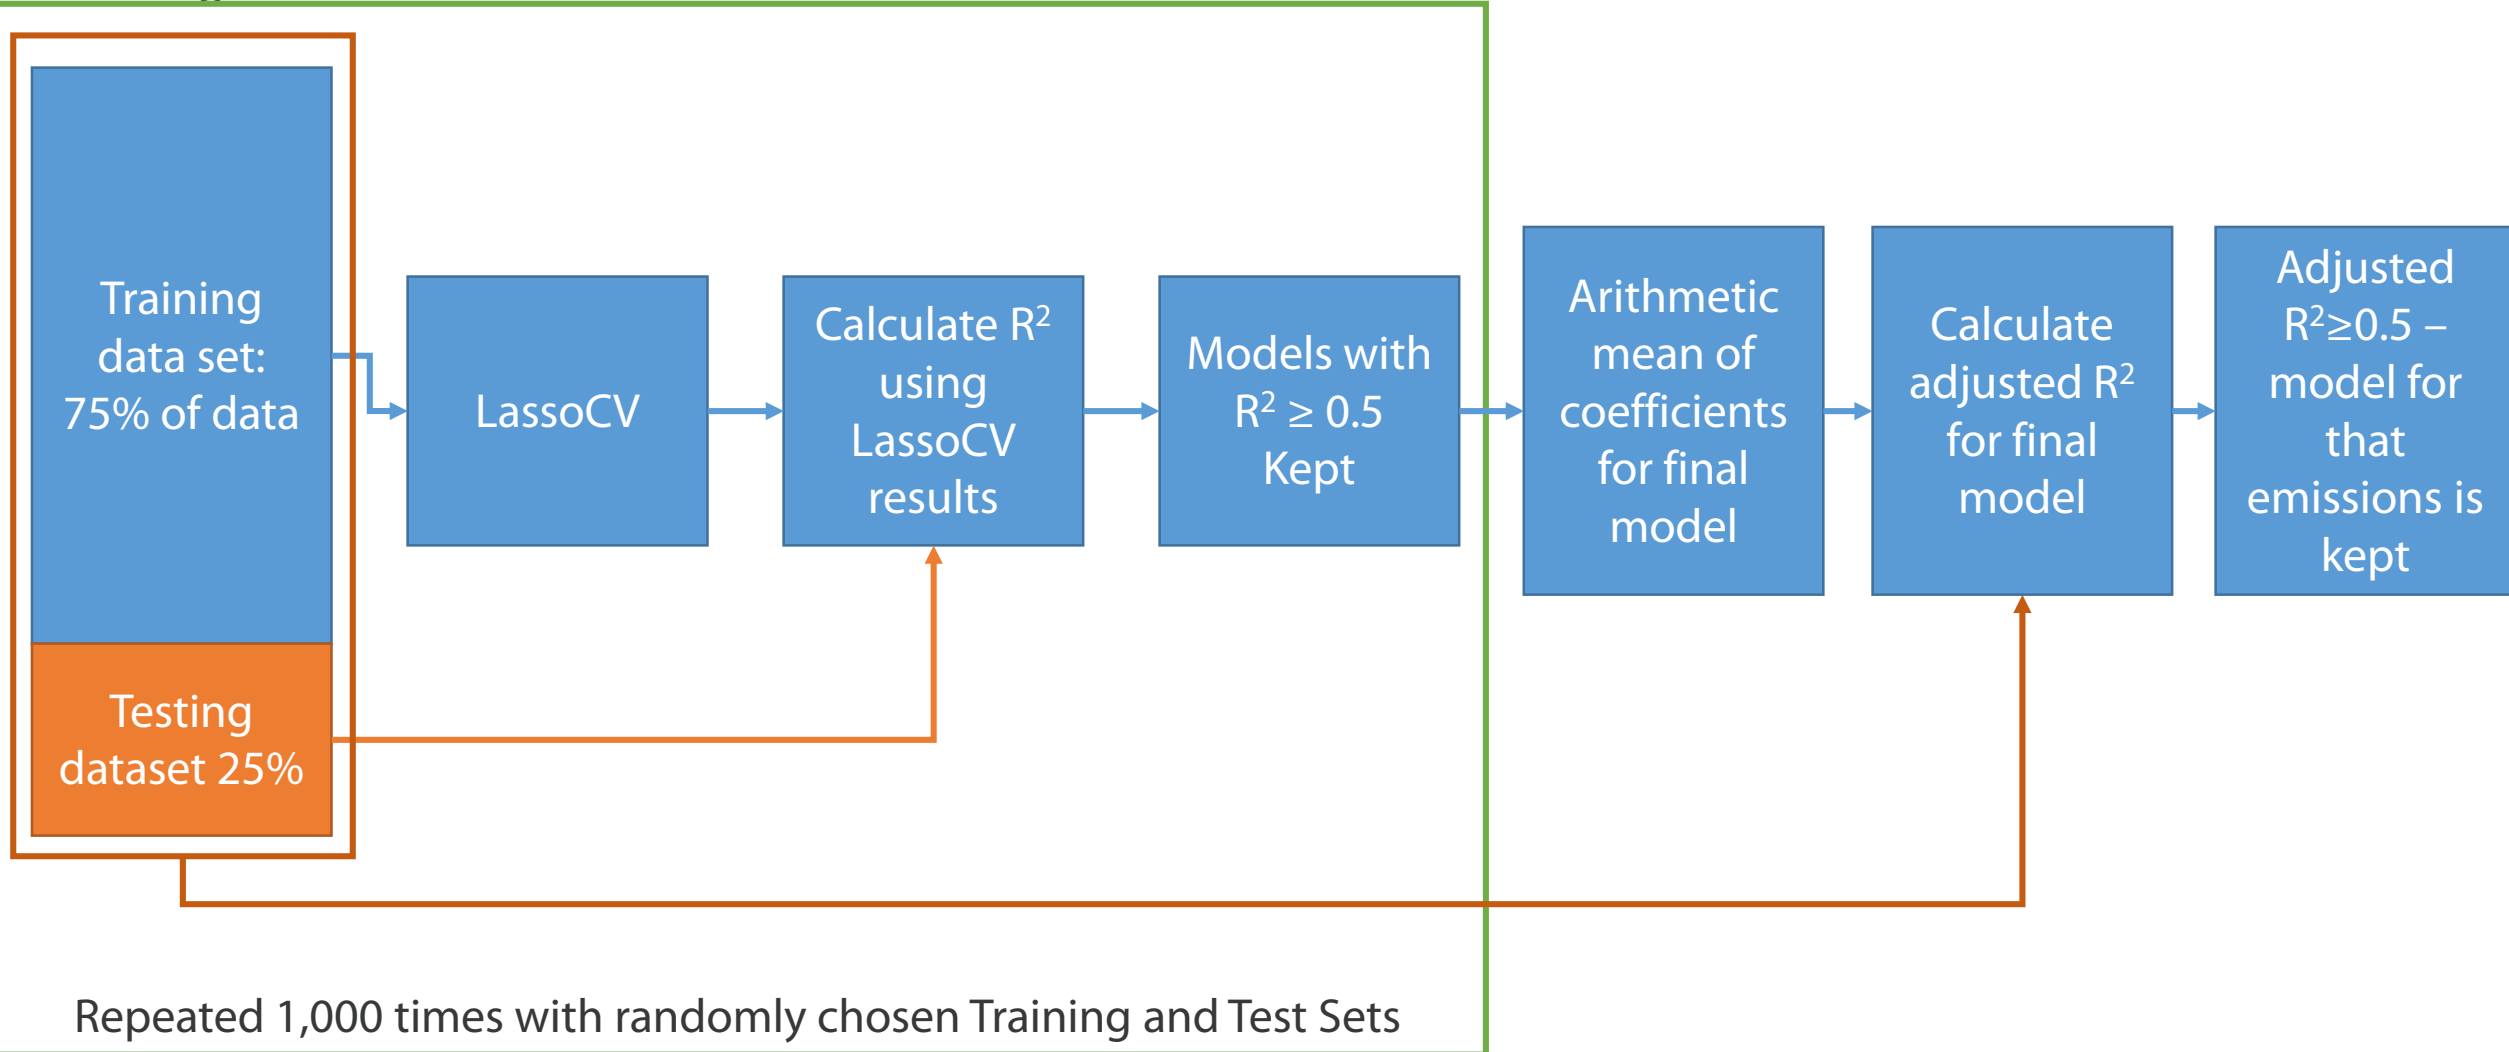 Training
data set:
75% of data
Testing
dataset 25%
LassoCV
Calculate R²
using
LassoCV
results
Models with
R² ≥ 0.5
Kept
Arithmetic
mean of
coefficients
for final
model
Calculate
adjusted R²
for final
model
Adjusted
R²≥0.5 –
model for
that
emissions is
kept
Repeated 1,000 times with randomly chosen Training and Test Sets